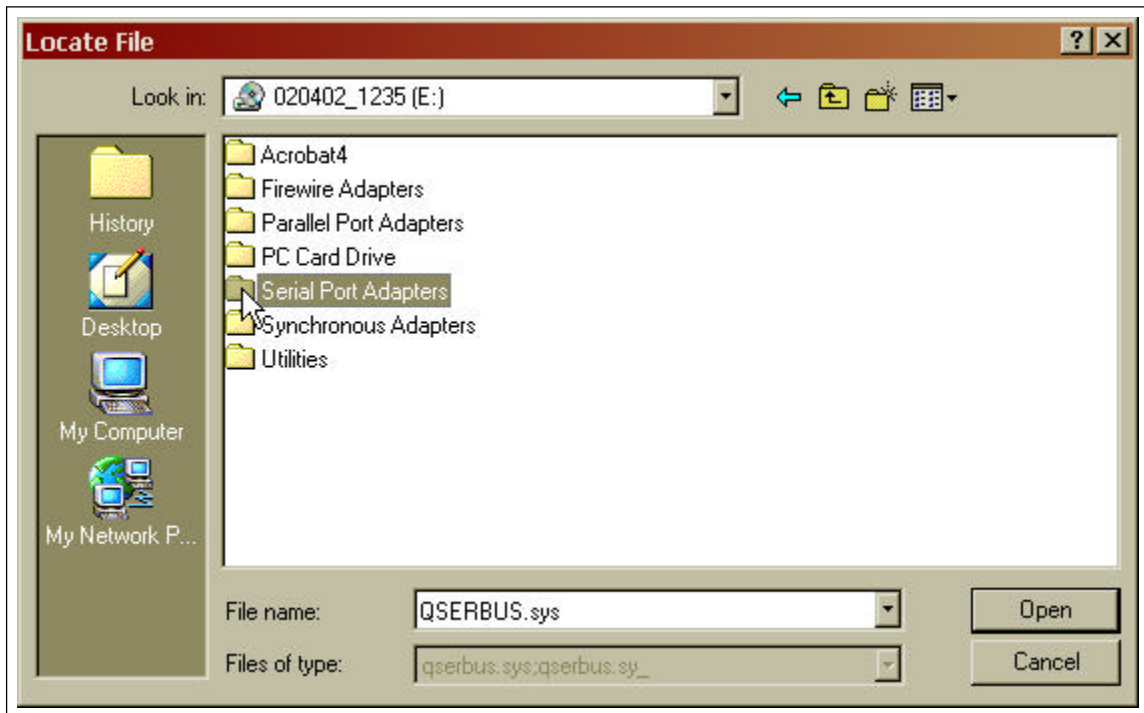 Locate File
Look in:
020402_1235 (E:)
History
Desktop
My Computer
My Network P...
Acrobat4
Firewire Adapters
Parallel Port Adapters
PC Card Drive
Serial Port Adapters
Synchronous Adapters
Utilities
File name:
QSERBUS.sys
Open
Files of type:
qserbus.sys;qserbus.sy_
Cancel